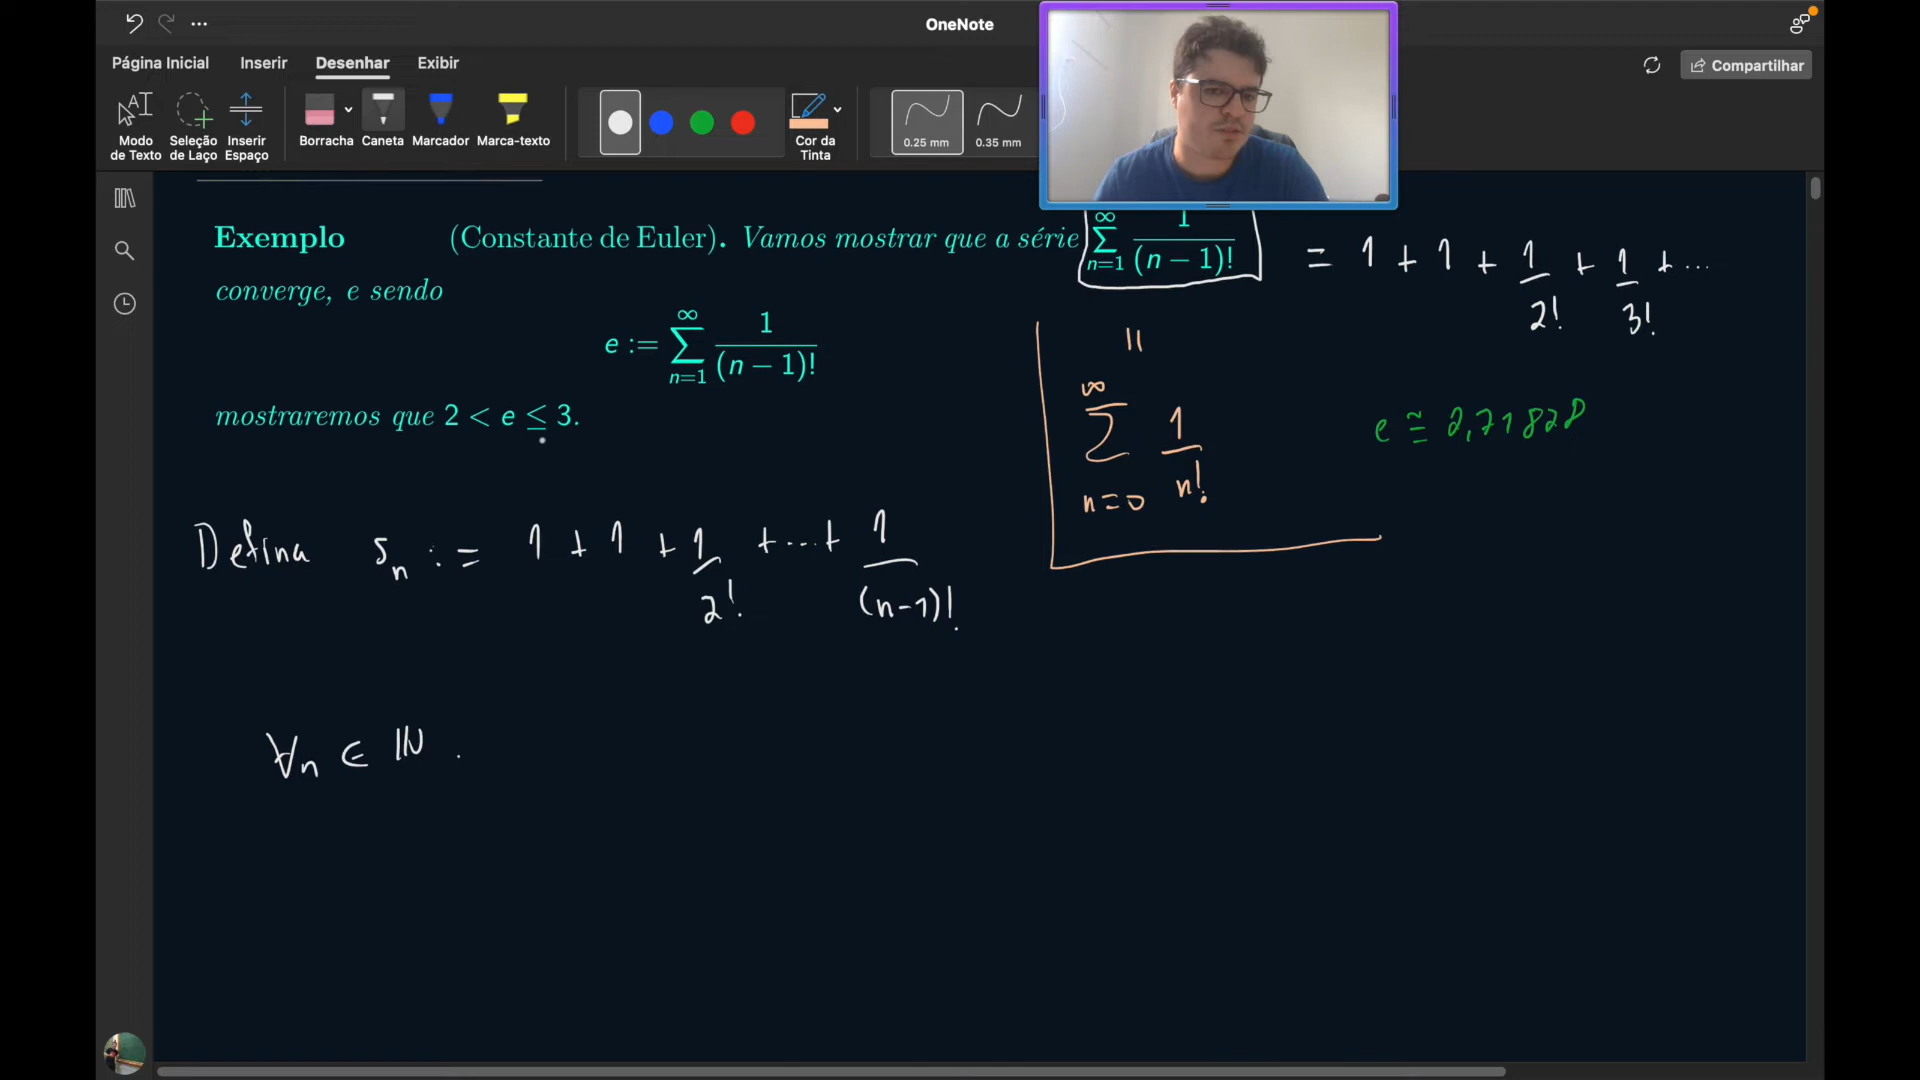 OneNote
Página Inicial Inserir Desenhar Exibir
Compartilhar
Modo de Texto Seleção de Laço Inserir Espaço Borracha Caneta Marcador Marca-texto Cor da Tinta 0.25 mm 0.35 mm
Exemplo (Constante de Euler). Vamos mostrar que a série ∑_{n=1}^{∞} 1/(n − 1)! = 1 + 1 + 1/2! + 1/3! + ...
converge, e sendo
e := ∑_{n=1}^{∞} 1/(n − 1)!
mostraremos que 2 < e ≤ 3.
= ∑_{n=0}^{∞} 1/n!
e ≅ 2,71828
Defina s_n := 1 + 1 + 1/2! + ... + 1/(n-1)!
∀n ∈ ℕ .